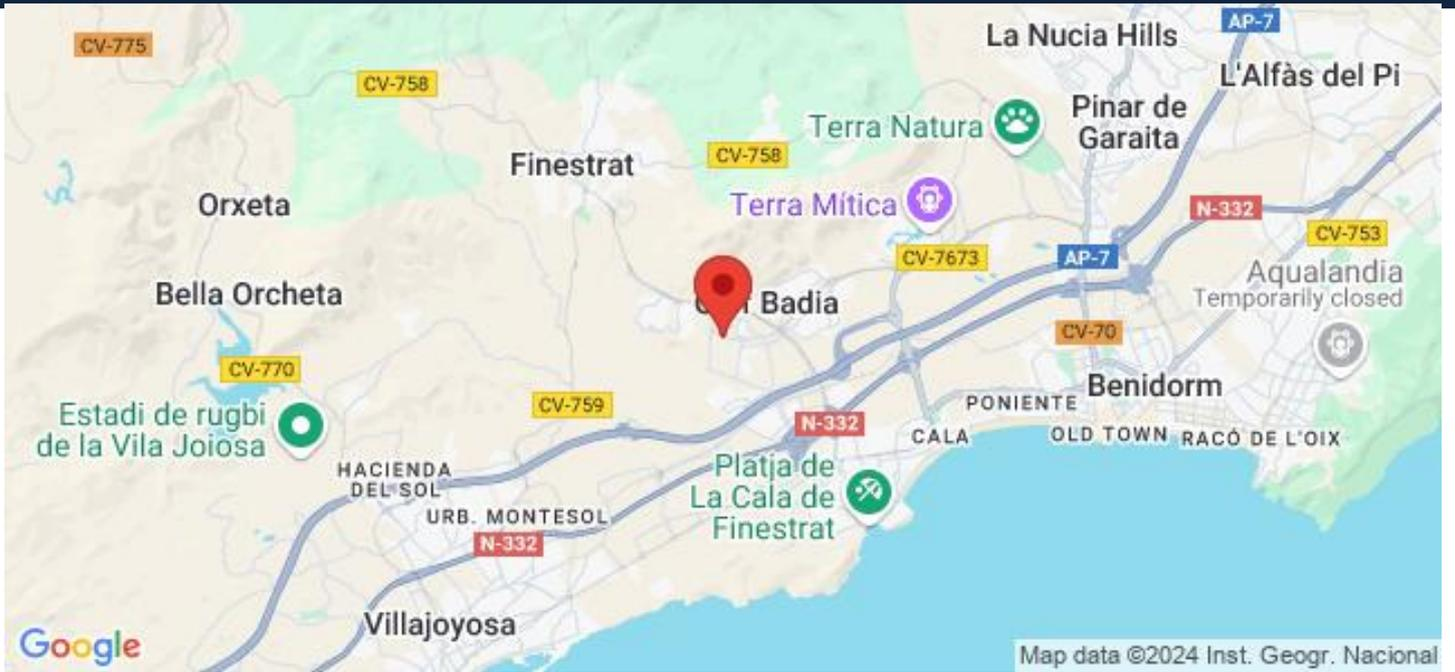 CV-775
AP-7
La Nucia Hills
L'Alfàs del Pi
CV-758
Pinar de
Garaita
Terra Natura
Finestrat
CV-758
Orxeta
Terra Mítica
N-332
CV-753
CV-7673
AP-7
Aqualandia
Temporarily closed
Bella Orcheta
Badia
CV-70
CV-770
Benidorm
CV-759
PONIENTE
Estadi de rugbi
de la Vila Joiosa
N-332
CALA
OLD TOWN
RACÓ DE L'OIX
HACIENDA
DEL SOL
Platja de
La Cala de
Finestrat
URB. MONTESOL
N-332
Villajoyosa
Google
Map data ©2024 Inst. Geogr. Nacional